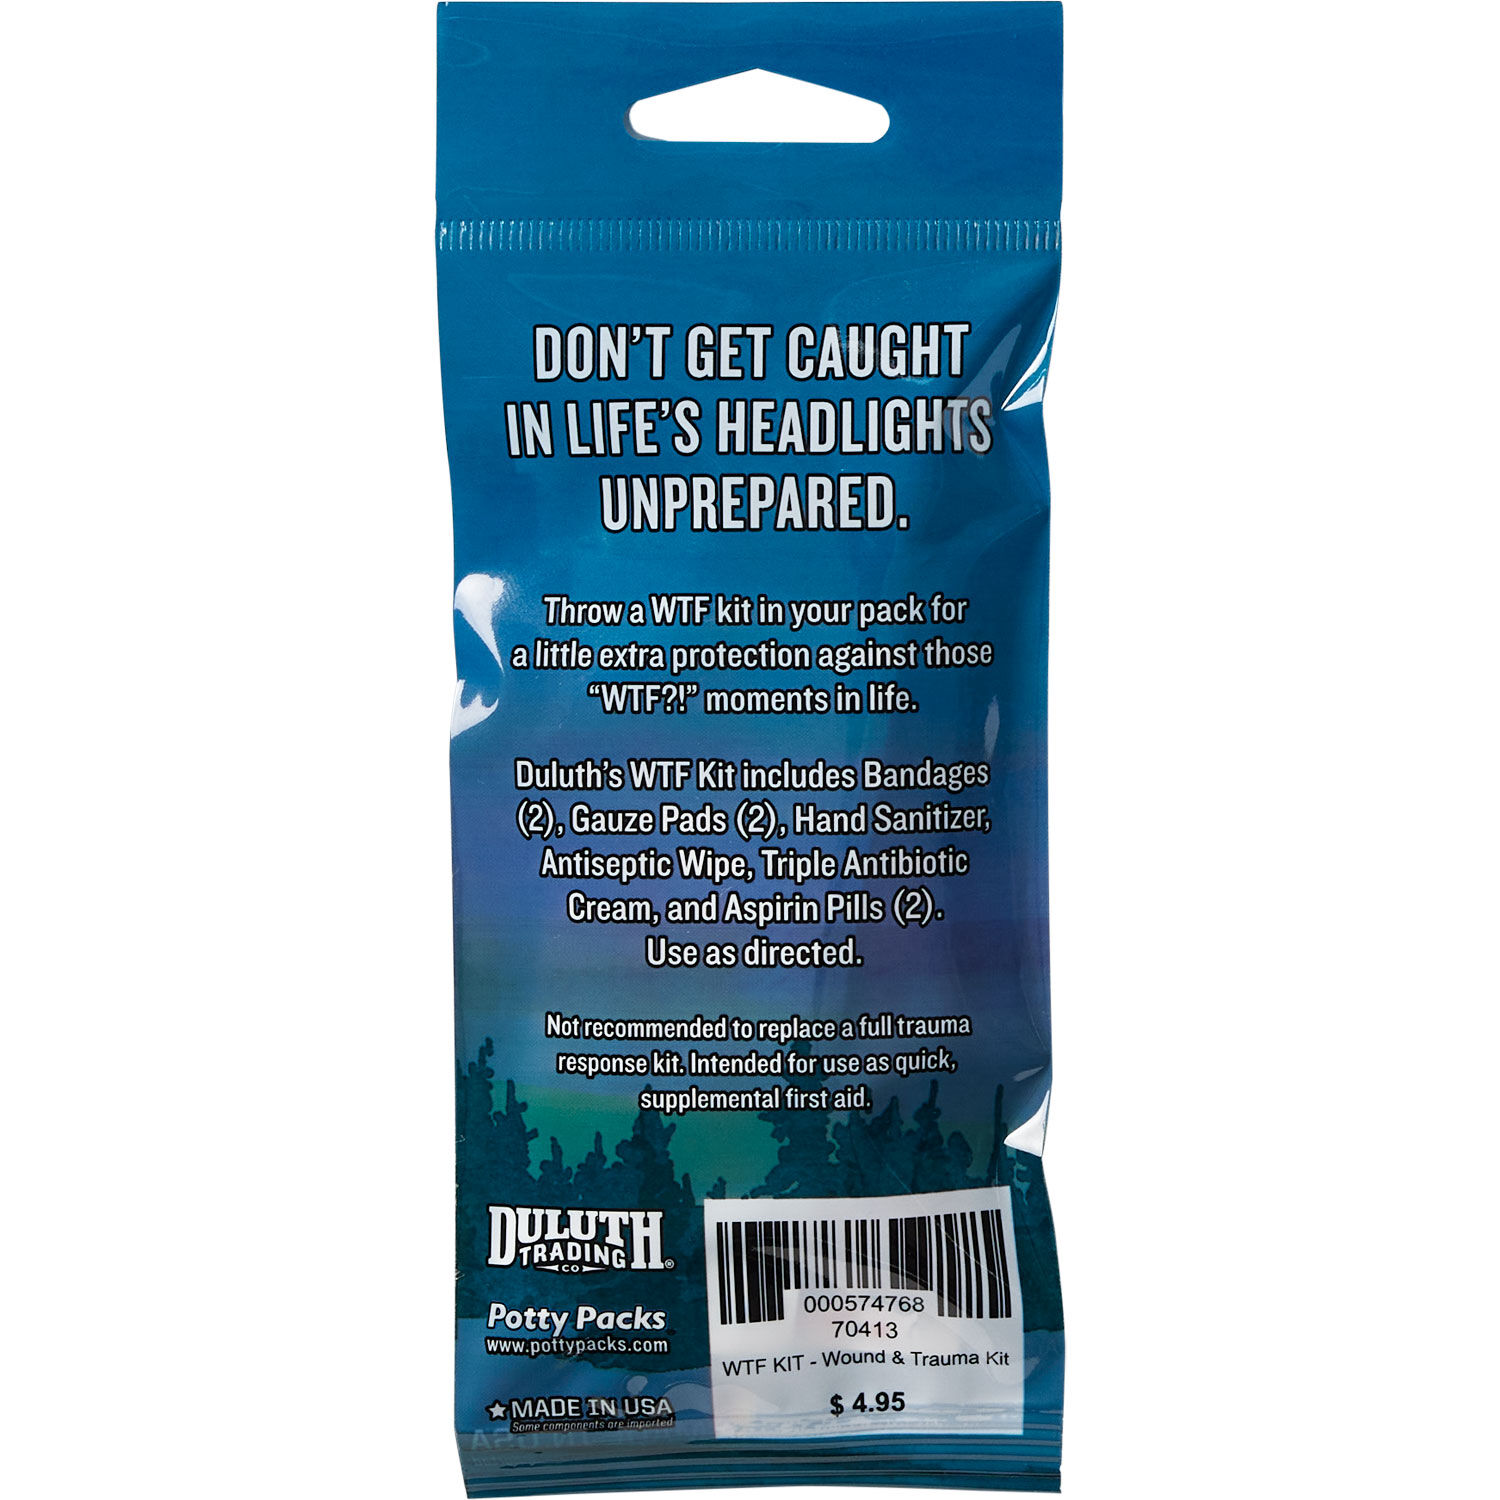 DON'T GET CAUGHT
IN LIFE'S HEADLIGHTS
UNPREPARED.
Throw a WTF kit in your pack for
a little extra protection against those
“WTF?!” moments in life.
Duluth's WTF Kit includes Bandages
(2), Gauze Pads (2), Hand Sanitizer,
Antiseptic Wipe, Triple Antibiotic
Cream, and Aspirin Pills (2).
Use as directed.
Not recommended to replace a full trauma
response kit. Intended for use as quick,
supplemental first aid.
DULUTH
TRADING
CO ®
Potty Packs
www.pottypacks.com
MADE IN USA
Some components are imported
000574768
70413
WTF KIT - Wound & Trauma Kit
$ 4.95